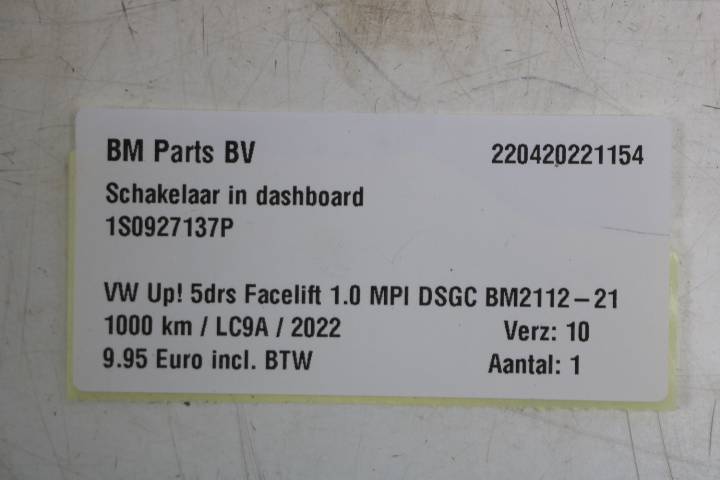 BM Parts BV 220420221154
Schakelaar in dashboard
1S0927137P
VW Up! 5drs Facelift 1.0 MPI DSGC BM2112-21
1000 km / LC9A / 2022 Verz: 10
9.95 Euro incl. BTW Aantal: 1